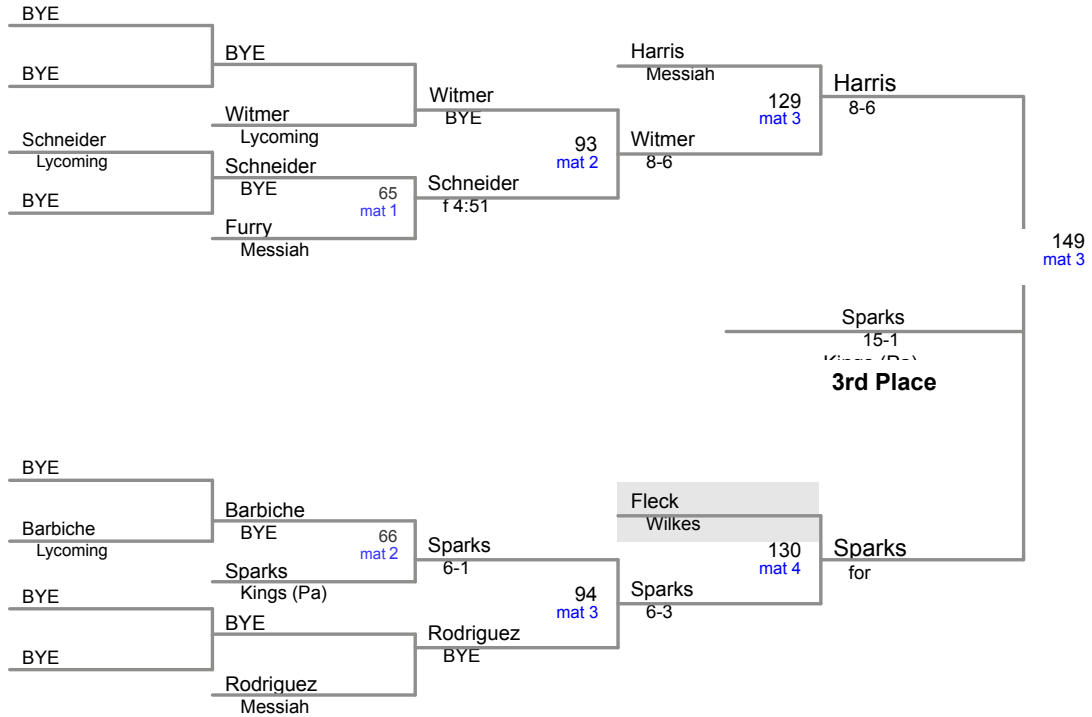 BYE
BYE
BYE
Witmer
Lycoming
Schneider
Lycoming
BYE
Schneider
BYE
65
mat 1
Furry
Messiah
Witmer
BYE
93
mat 2
Schneider
f 4:51
Harris
Messiah
129
mat 3
Witmer
8-6
Harris
8-6
149
mat 3
Sparks
15-1
Kings (Pa)
3rd Place
BYE
Barbiche
Lycoming
Barbiche
BYE
66
mat 2
Sparks
Kings (Pa)
BYE
BYE
BYE
Rodriguez
Messiah
Sparks
6-1
94
mat 3
Rodriguez
BYE
Fleck
Wilkes
130
mat 4
Sparks
6-3
Sparks
for